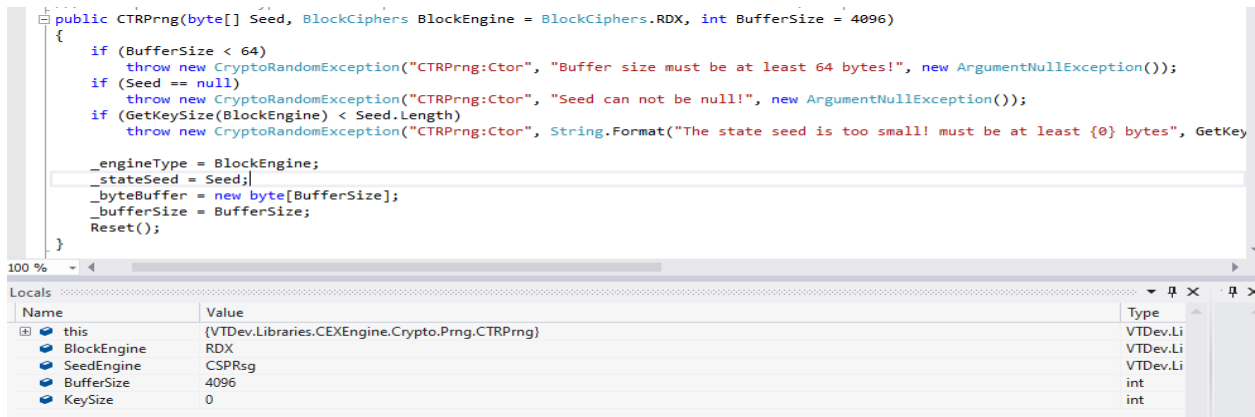 public CTRPrng(byte[] Seed, BlockCiphers BlockEngine = BlockCiphers.RDX, int BufferSize = 4096)
{
if (BufferSize < 64)
throw new CryptoRandomException("CTRPrng:Ctor", "Buffer size must be at least 64 bytes!", new ArgumentNullException());
if (Seed == null)
throw new CryptoRandomException("CTRPrng:Ctor", "Seed can not be null!", new ArgumentNullException());
if (GetKeySize(BlockEngine) < Seed.Length)
throw new CryptoRandomException("CTRPrng:Ctor", String.Format("The state seed is too small! must be at least {0} bytes", GetKey
_engineType = BlockEngine;
_stateSeed = Seed;
_byteBuffer = new byte[BufferSize];
_bufferSize = BufferSize;
Reset();
}
100 %
Locals
Name Value Type
this {VTDev.Libraries.CEXEngine.Crypto.Prng.CTRPrng} VTDev.Li
BlockEngine RDX VTDev.Li
SeedEngine CSPRsg VTDev.Li
BufferSize 4096 int
KeySize 0 int